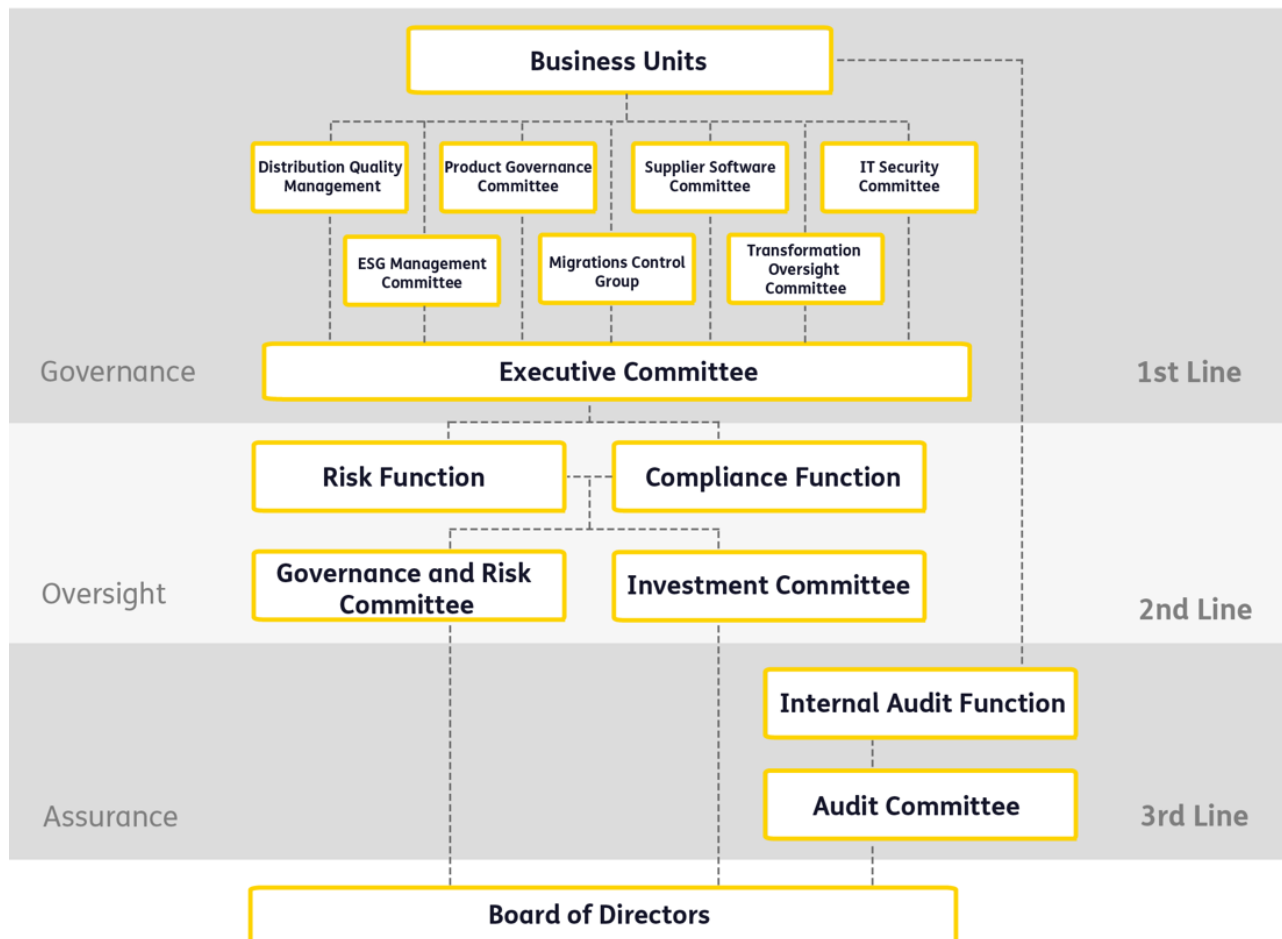 Business Units
Distribution Quality
Management
Product Governance
Committee
Supplier Software
Committee
IT Security
Committee
ESG Management
Committee
Migrations Control
Group
Transformation
Oversight
Committee
Governance
Executive Committee
1st Line
Risk Function
Compliance Function
Oversight
Governance and Risk
Committee
Investment Committee
2nd Line
Internal Audit Function
Assurance
Audit Committee
3rd Line
Board of Directors